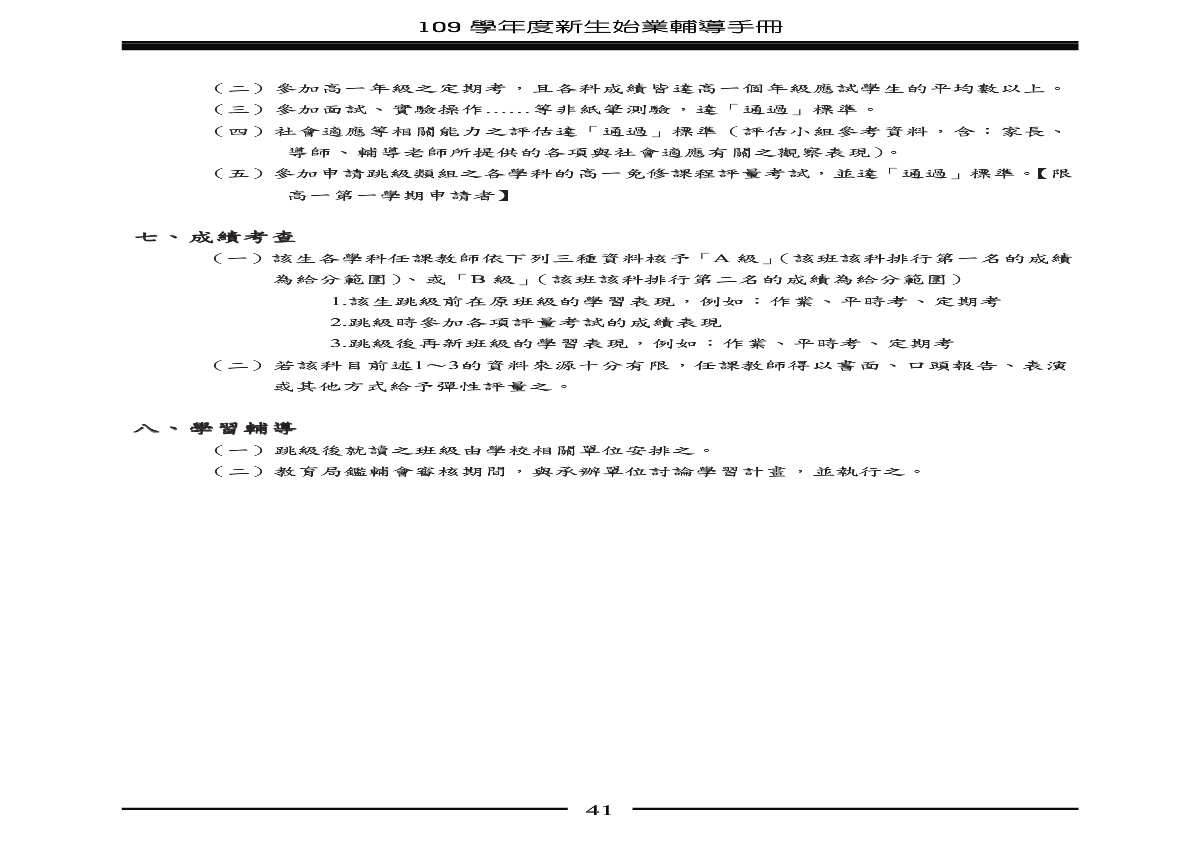 109 學年度新生始業輔導手冊
（二）參加高一年級之定期考，且各科成績皆達高一個年級應試學生的平均數以上。
（三）參加面試、實驗操作……等非紙筆測驗，達「通過」標準。
（四）社會適應等相關能力之評估達「通過」標準（評估小組參考資料，含：家長、
導師、輔導老師所提供的各項與社會適應有關之觀察表現）。
（五）參加申請跳級類組之各學科的高一免修課程評量考試，並達「通過」標準。【限
高一第一學期申請者】
七、成績考查
（一）該生各學科任課教師依下列三種資料核予「A 級」（該班該科排行第一名的成績
為給分範圍）、或「B 級」（該班該科排行第二名的成績為給分範圍）
1.該生跳級前在原班級的學習表現，例如：作業、平時考、定期考
2.跳級時參加各項評量考試的成績表現
3.跳級後再新班級的學習表現，例如：作業、平時考、定期考
（二）若該科目前述1～3的資料來源十分有限，任課教師得以書面、口頭報告、表演
或其他方式給予彈性評量之。
八、學習輔導
（一）跳級後就讀之班級由學校相關單位安排之。
（二）教育局鑑輔會審核期間，與承辦單位討論學習計畫，並執行之。
41